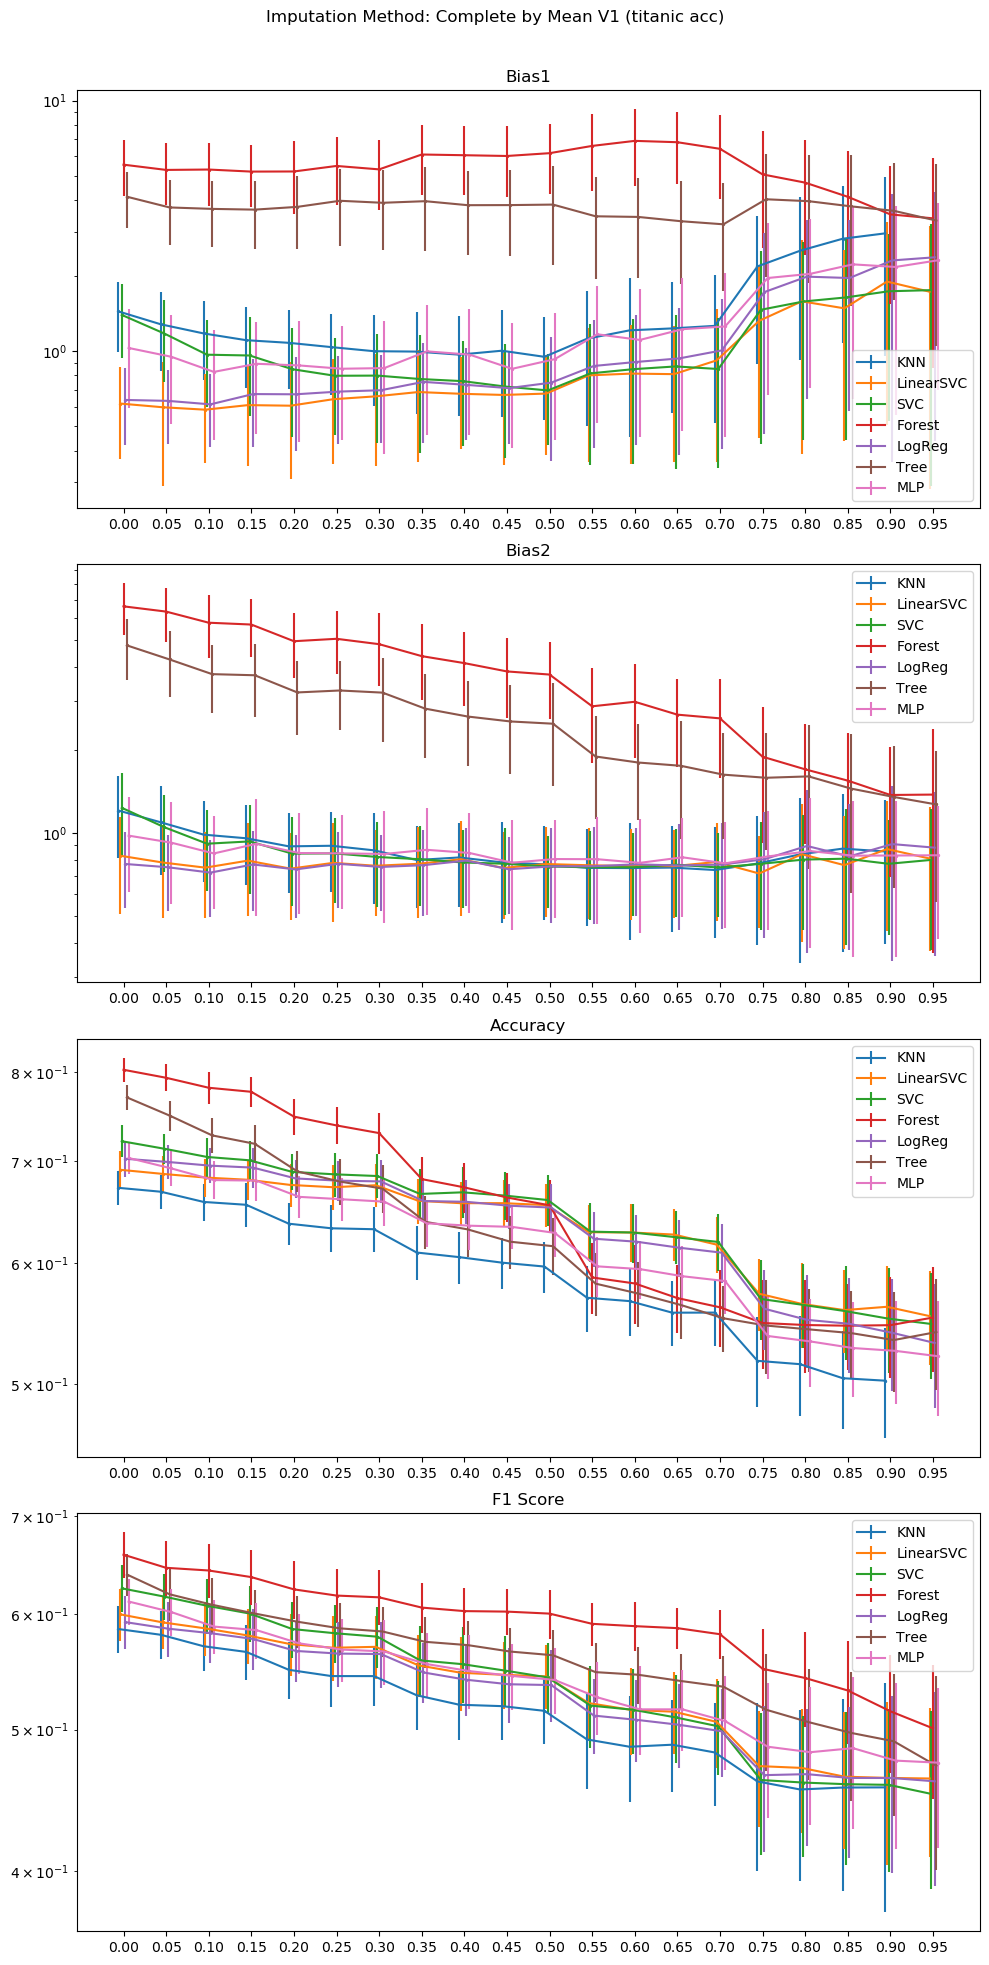 Imputation Method: Complete by Mean V1 (titanic acc)
Bias1
10¹
10⁰
KNN
LinearSVC
SVC
Forest
LogReg
Tree
MLP
0.00 0.05 0.10 0.15 0.20 0.25 0.30 0.35 0.40 0.45 0.50 0.55 0.60 0.65 0.70 0.75 0.80 0.85 0.90 0.95
Bias2
10⁰
KNN
LinearSVC
SVC
Forest
LogReg
Tree
MLP
0.00 0.05 0.10 0.15 0.20 0.25 0.30 0.35 0.40 0.45 0.50 0.55 0.60 0.65 0.70 0.75 0.80 0.85 0.90 0.95
Accuracy
8 × 10⁻¹
7 × 10⁻¹
6 × 10⁻¹
5 × 10⁻¹
KNN
LinearSVC
SVC
Forest
LogReg
Tree
MLP
0.00 0.05 0.10 0.15 0.20 0.25 0.30 0.35 0.40 0.45 0.50 0.55 0.60 0.65 0.70 0.75 0.80 0.85 0.90 0.95
F1 Score
7 × 10⁻¹
6 × 10⁻¹
5 × 10⁻¹
4 × 10⁻¹
KNN
LinearSVC
SVC
Forest
LogReg
Tree
MLP
0.00 0.05 0.10 0.15 0.20 0.25 0.30 0.35 0.40 0.45 0.50 0.55 0.60 0.65 0.70 0.75 0.80 0.85 0.90 0.95